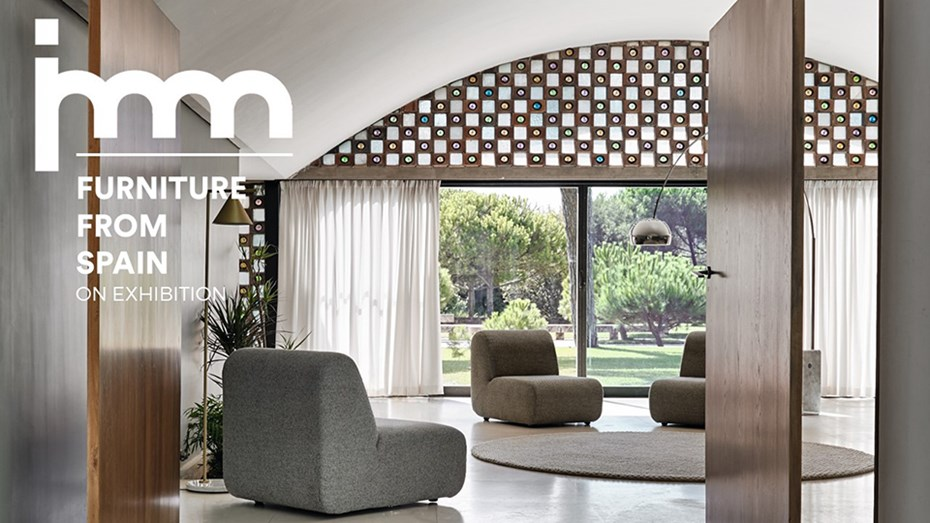 imm
FURNITURE
FROM
SPAIN
ON EXHIBITION